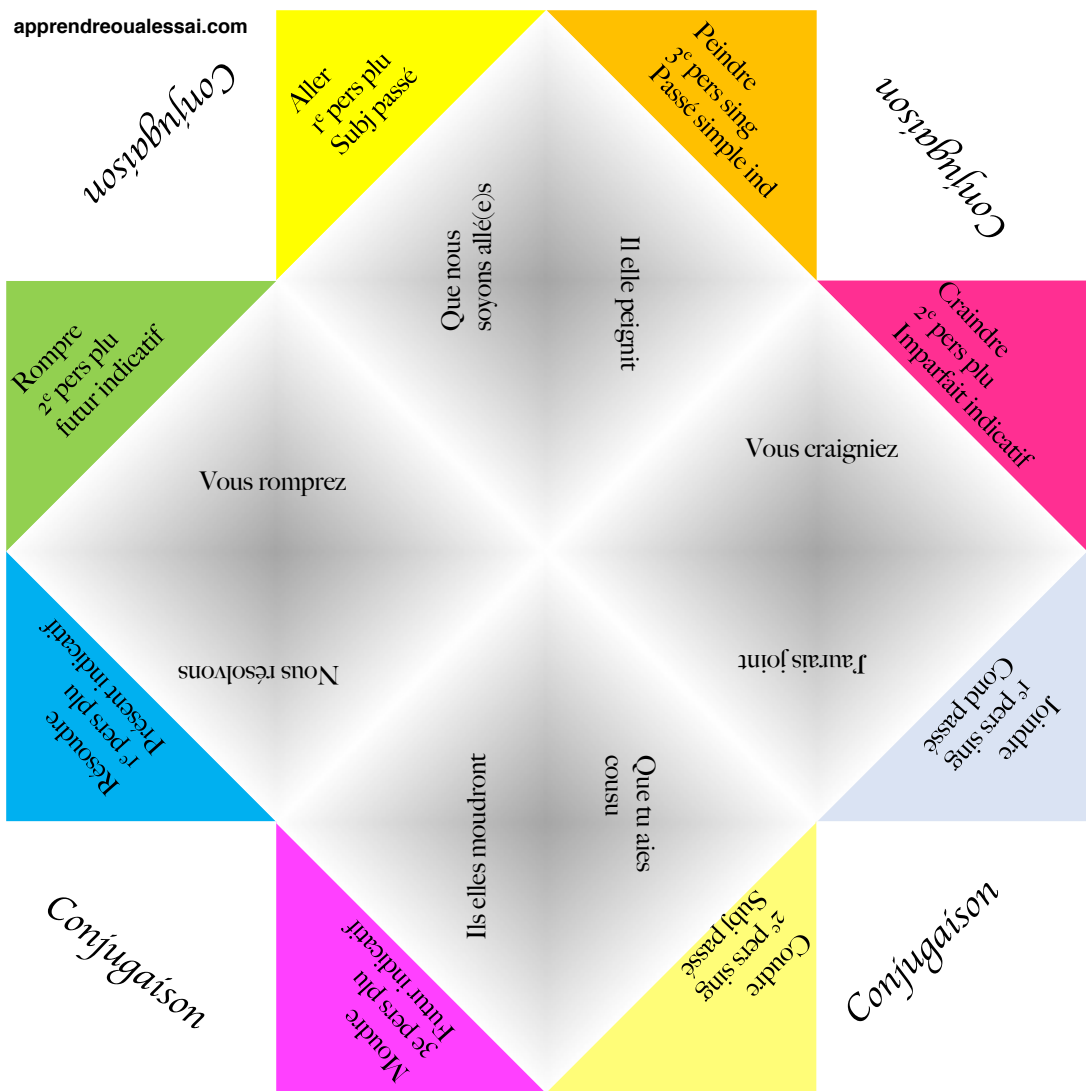 apprendreoualessai.com
Conjugaison
Aller
1e pers plu
Subj passé
Peindre
3e pers sing
Passé simple ind
Conjugaison
Que nous
soyons allé(e)s
Il elle peignit
Rompre
2e pers plu
futur indicatif
Craindre
2e pers plu
Imparfait indicatif
Vous romprez
Vous craigniez
Résoudre
1e pers plu
Présent indicatif
Nous résolvons
J'aurais joint
Joindre
1e pers sing
Cond passé
Ils elles moudront
Que tu aies
cousu
Conjugaison
Moudre
3e pers plu
Futur indicatif
Coudre
2e pers sing
Subj passé
Conjugaison